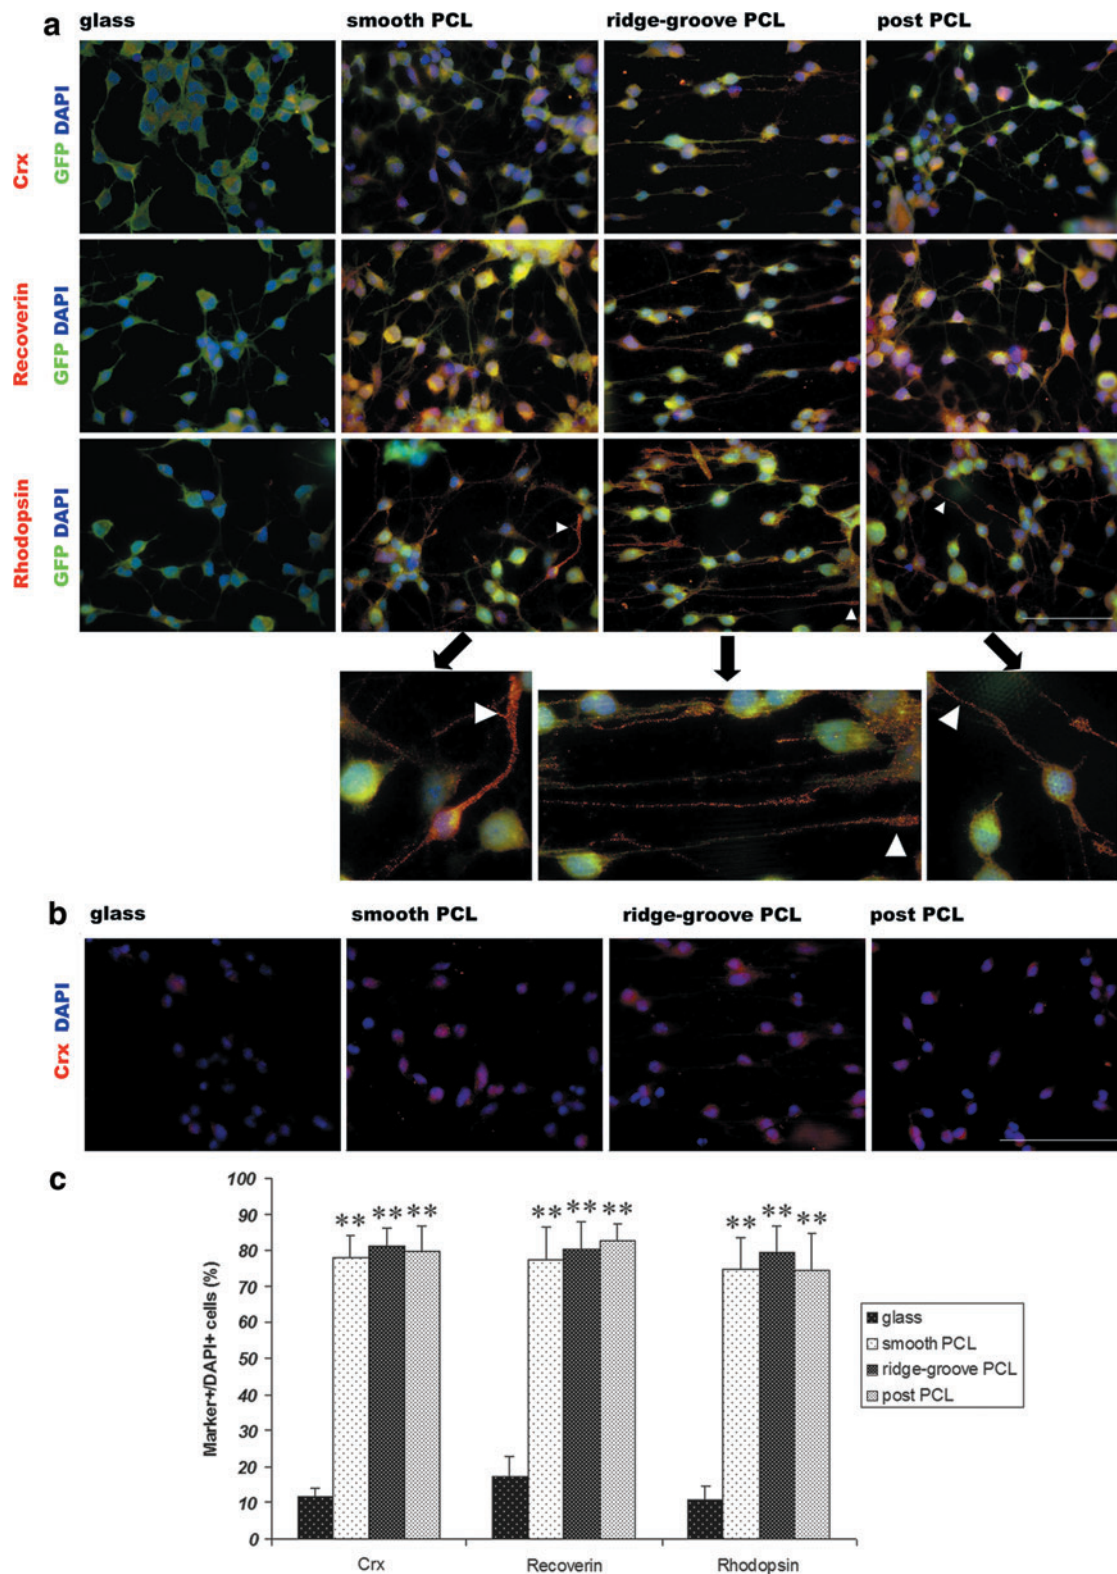 a
glass smooth PCL ridge-groove PCL post PCL
Crx
GFP DAPI
Recoverin
GFP DAPI
Rhodopsin
GFP DAPI
b
glass smooth PCL ridge-groove PCL post PCL
Crx DAPI
c
Marker+/DAPI+ cells (%)
100
90
80
70
60
50
40
30
20
10
0
** ** ** ** ** ** ** ** **
Crx Recoverin Rhodopsin
glass
smooth PCL
ridge-groove PCL
post PCL